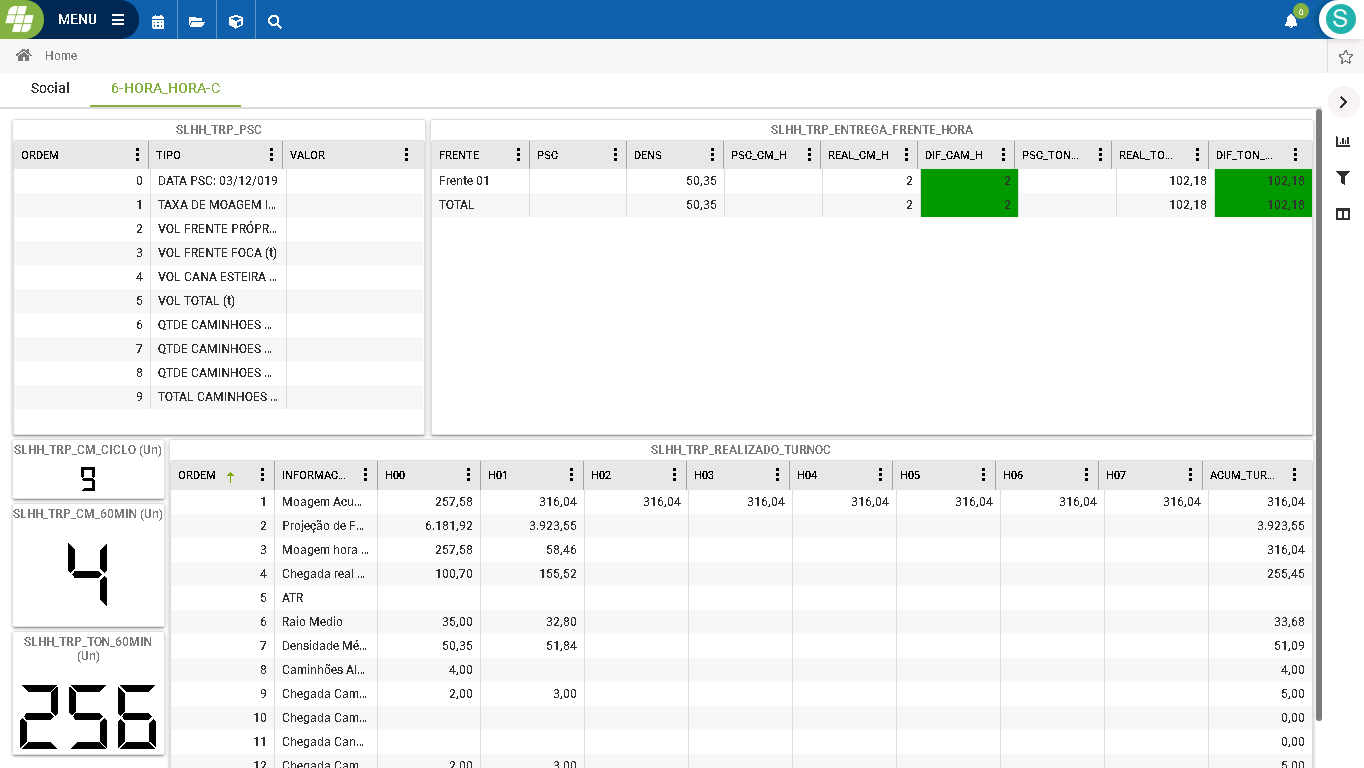 MENU
0
S
Home
Social 6-HORA_HORA-C
SLHH_TRP_PSC
ORDEM TIPO VALOR
0 DATA PSC: 03/12/019
1 TAXA DE MOAGEM I...
2 VOL FRENTE PRÓPR...
3 VOL FRENTE FOCA (t)
4 VOL CANA ESTEIRA ...
5 VOL TOTAL (t)
6 QTDE CAMINHOES ...
7 QTDE CAMINHOES ...
8 QTDE CAMINHOES ...
9 TOTAL CAMINHOES ...
SLHH_TRP_ENTREGA_FRENTE_HORA
FRENTE PSC DENS PSC_CM_H REAL_CM_H DIF_CAM_H PSC_TON... REAL_TO... DIF_TON_...
Frente 01 50,35 2 2 102,18 102,18
TOTAL 50,35 2 2 102,18 102,18
SLHH_TRP_CM_CICLO (Un)
9
SLHH_TRP_CM_60MIN (Un)
4
SLHH_TRP_TON_60MIN
(Un)
256
SLHH_TRP_REALIZADO_TURNOC
ORDEM INFORMAC... H00 H01 H02 H03 H04 H05 H06 H07 ACUM_TUR...
1 Moagem Acu... 257,58 316,04 316,04 316,04 316,04 316,04 316,04 316,04 316,04
2 Projeção de F... 6.181,92 3.923,55 3.923,55
3 Moagem hora ... 257,58 58,46 316,04
4 Chegada real ... 100,70 155,52 255,45
5 ATR
6 Raio Medio 35,00 32,80 33,68
7 Densidade Mé... 50,35 51,84 51,09
8 Caminhões Al... 4,00 4,00
9 Chegada Cam... 2,00 3,00 5,00
10 Chegada Cam... 0,00
11 Chegada Can... 0,00
12 Chegada Cam... 2,00 3,00 5,00